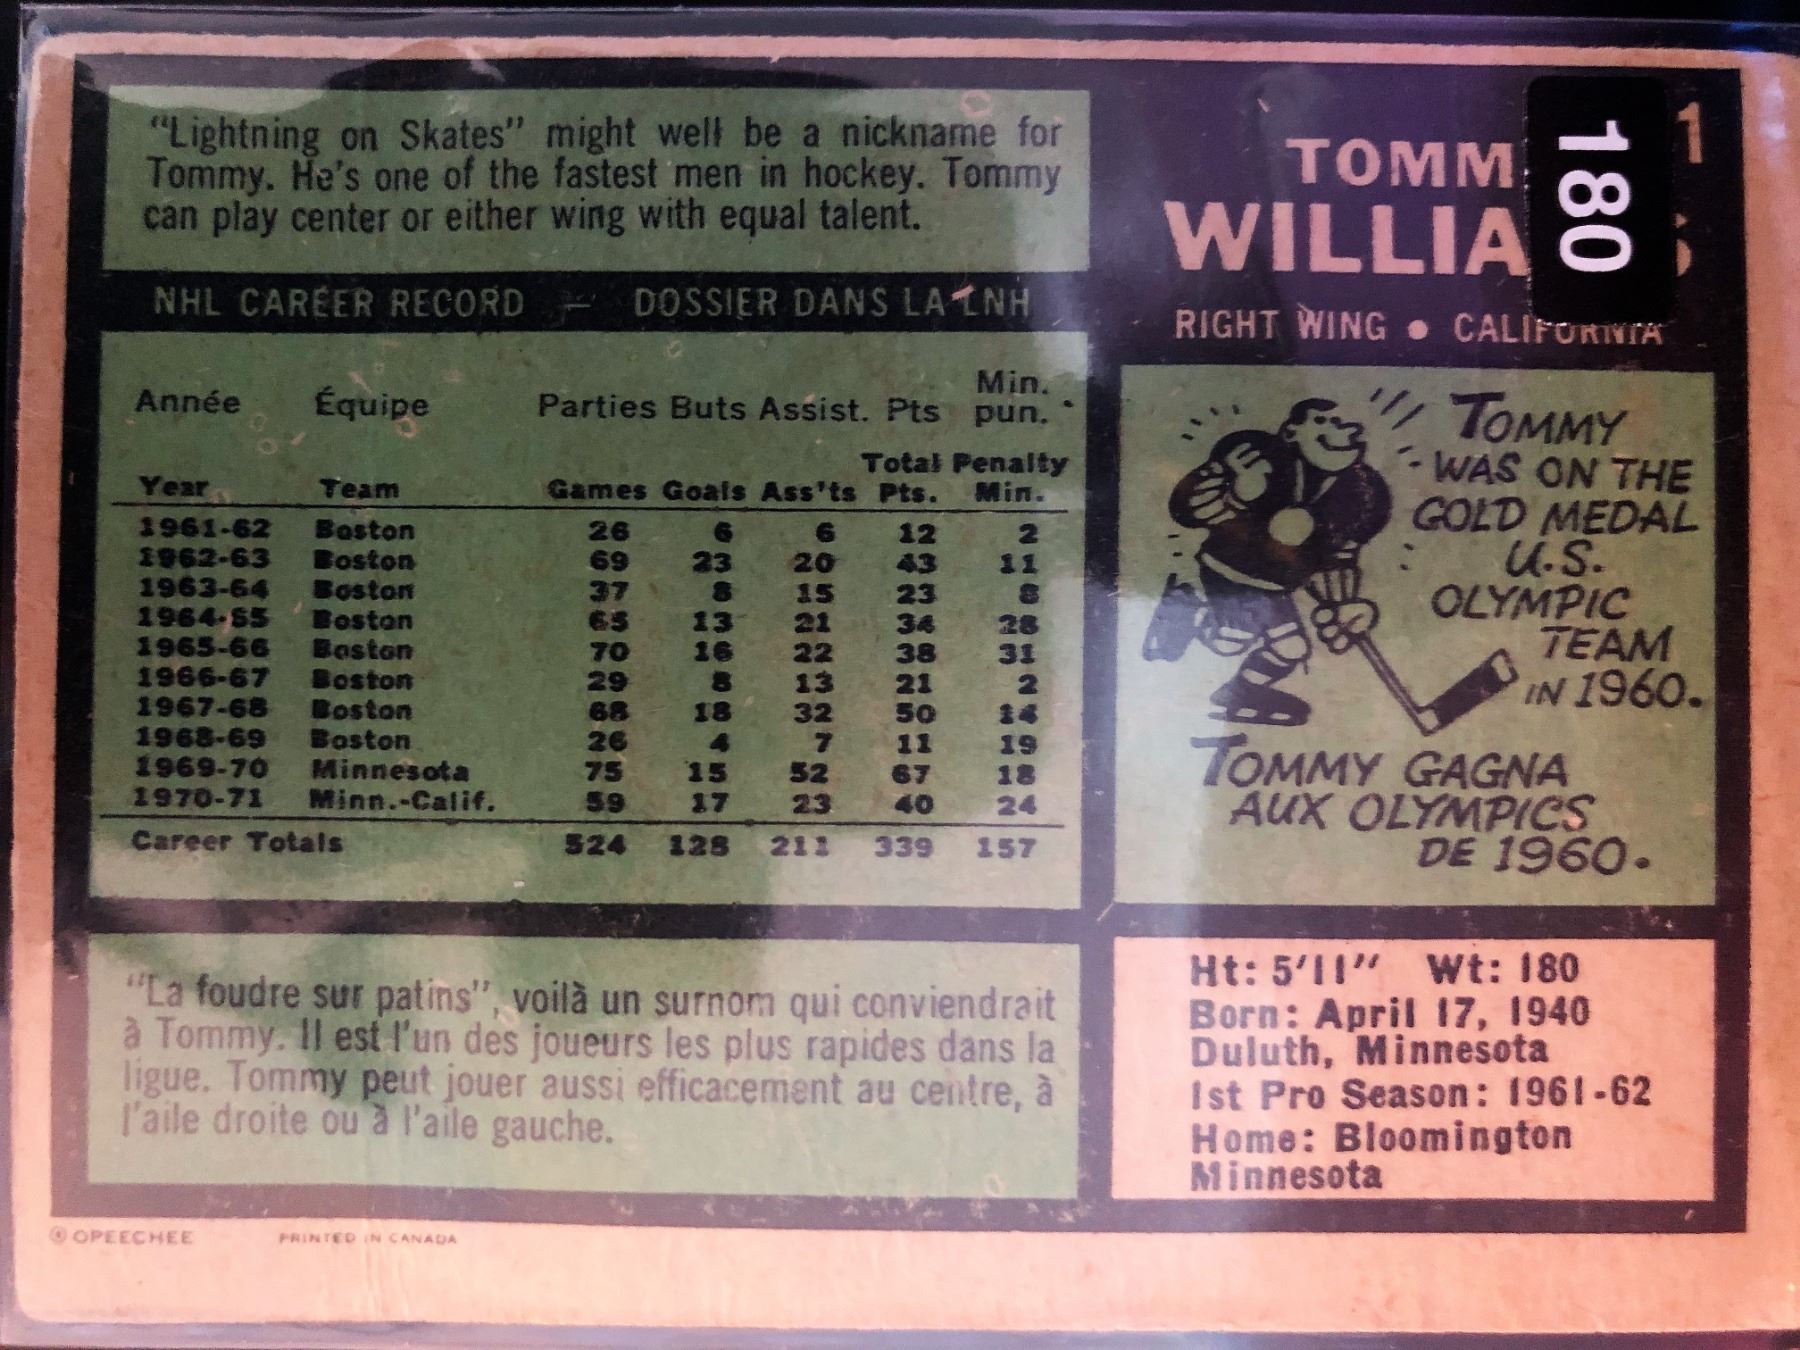 "Lightning on Skates" might well be a nickname for
Tommy. He's one of the fastest men in hockey. Tommy
can play center or either wing with equal talent.
NHL CAREER RECORD — DOSSIER DANS LA LNH
Année Équipe Parties Buts Assist. Pts Min. pun.
Year Team Games Goals Ass'ts Total Pts. Penalty Min.
1961-62 Boston 26 6 6 12 2
1962-63 Boston 69 23 20 43 11
1963-64 Boston 37 8 15 23 8
1964-65 Boston 65 13 21 34 28
1965-66 Boston 70 16 22 38 31
1966-67 Boston 29 8 13 21 2
1967-68 Boston 68 18 32 50 14
1968-69 Boston 26 4 7 11 19
1969-70 Minnesota 75 15 52 67 18
1970-71 Minn.-Calif. 59 17 23 40 24
Career Totals 524 128 211 339 157
"La foudre sur patins", voilà un surnom qui conviendrait
à Tommy. Il est l'un des joueurs les plus rapides dans la
ligue. Tommy peut jouer aussi efficacement au centre, à
l'aile droite ou à l'aile gauche.
© OPEECHEE PRINTED IN CANADA
1
180
TOMM
WILLIA S
RIGHT WING • CALIFORNIA
TOMMY
WAS ON THE
GOLD MEDAL
U.S.
OLYMPIC
TEAM
IN 1960.
TOMMY GAGNA
AUX OLYMPICS
DE 1960.
Ht: 5'11" Wt: 180
Born: April 17, 1940
Duluth, Minnesota
1st Pro Season: 1961-62
Home: Bloomington
Minnesota